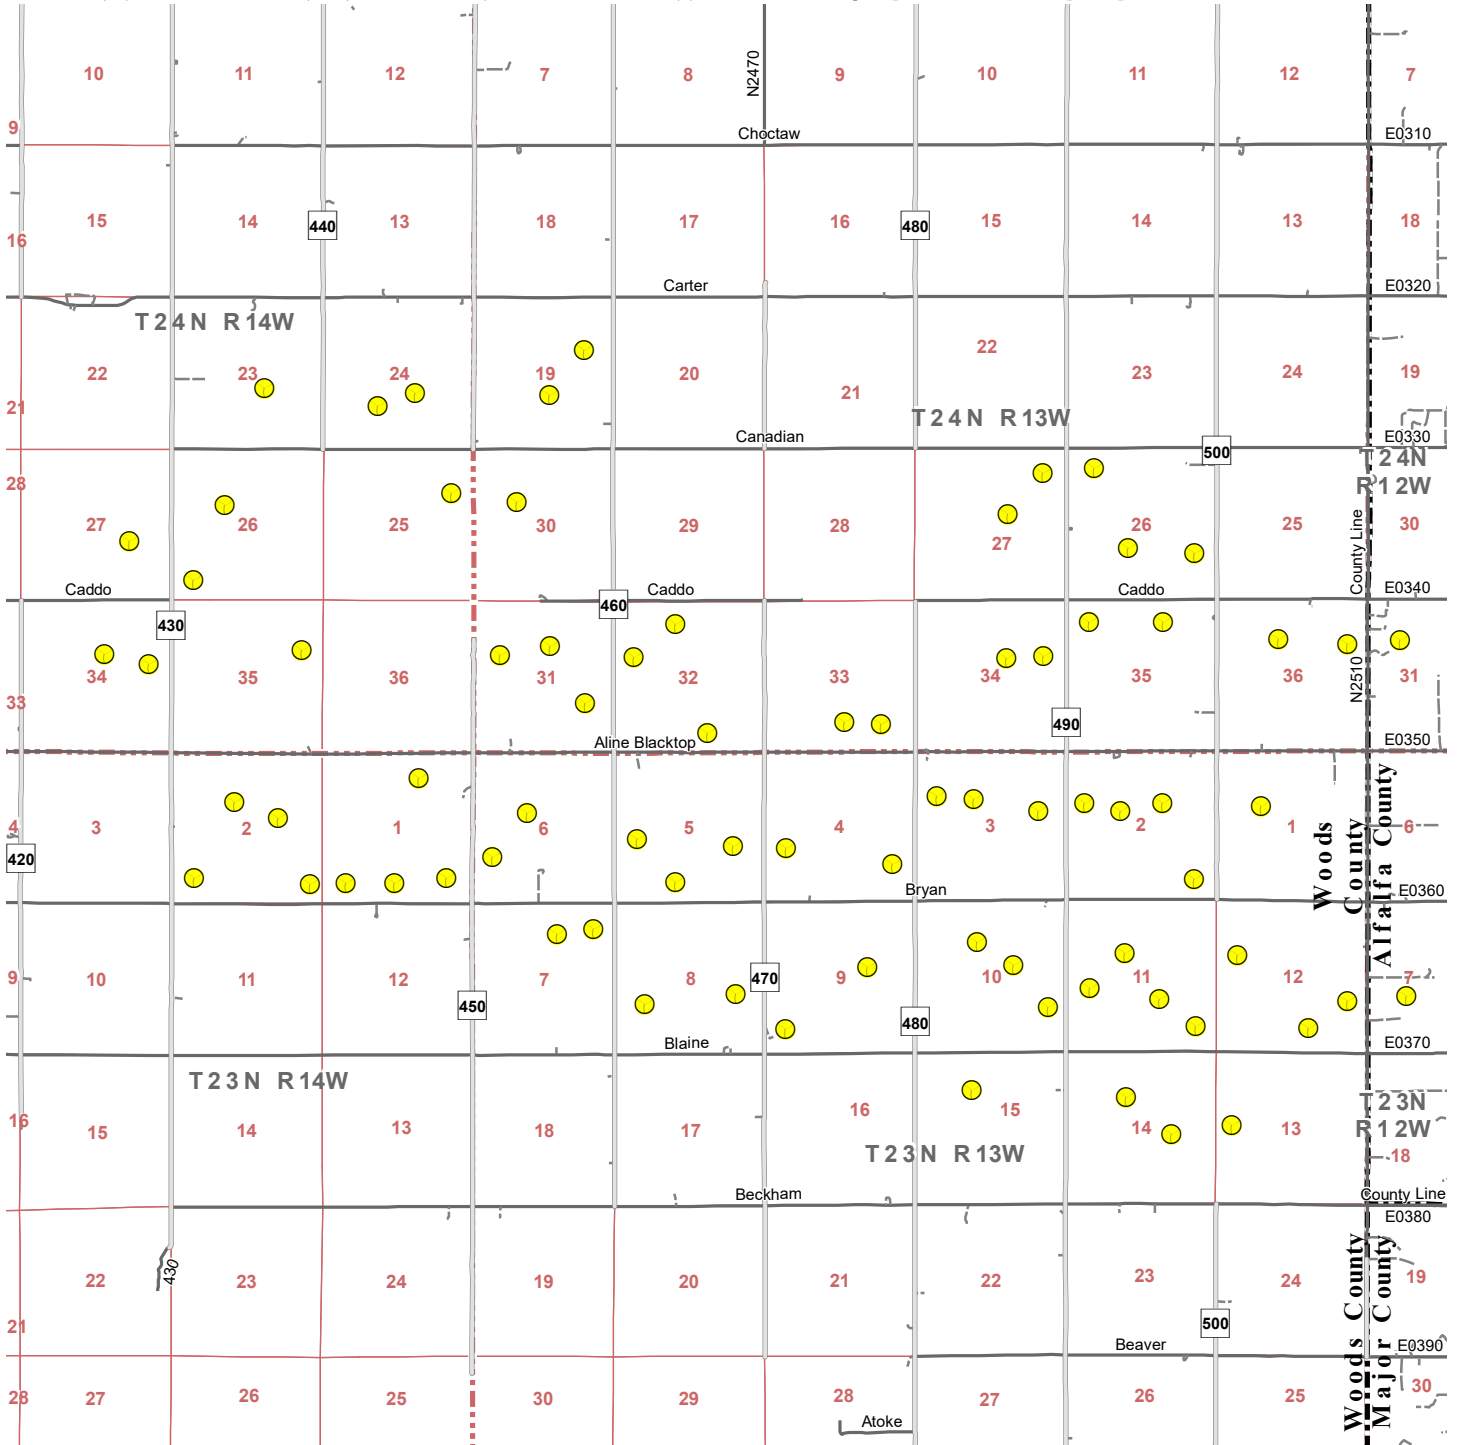 10 11 12 7 8 N2470 9 10 11 12 7
9 Choctaw E0310
15 14 440 13 18 17 16 480 15 14 13 18
16
Carter E0320
T24N R14W
22 23 24 19 20 21 22 23 24 19
21 T24N R13W
Canadian E0330
500
T24N
R12W
28
27 26 25 30 29 28 27 26 25 County Line 30
Caddo Caddo Caddo E0340
430 460
34 35 36 31 32 33 34 35 36 N2510 31
33 490
Aline Blacktop E0350
4 3 2 1 6 5 4 3 2 1 6
420 Woods County Alfalfa County
Bryan E0360
9 10 11 12 7 8 470 9 10 11 12 7
450 480
Blaine E0370
T23N R14W
T23N
R12W
16 15 14 13 18 17 16 15 14 13 18
T23N R13W
Beckham County Line
E0380
430 22 23 24 19 20 21 22 23 24 19
21 500 Woods County Major County
Beaver E0390
28 27 26 25 30 29 28 27 26 25 30
Atoke